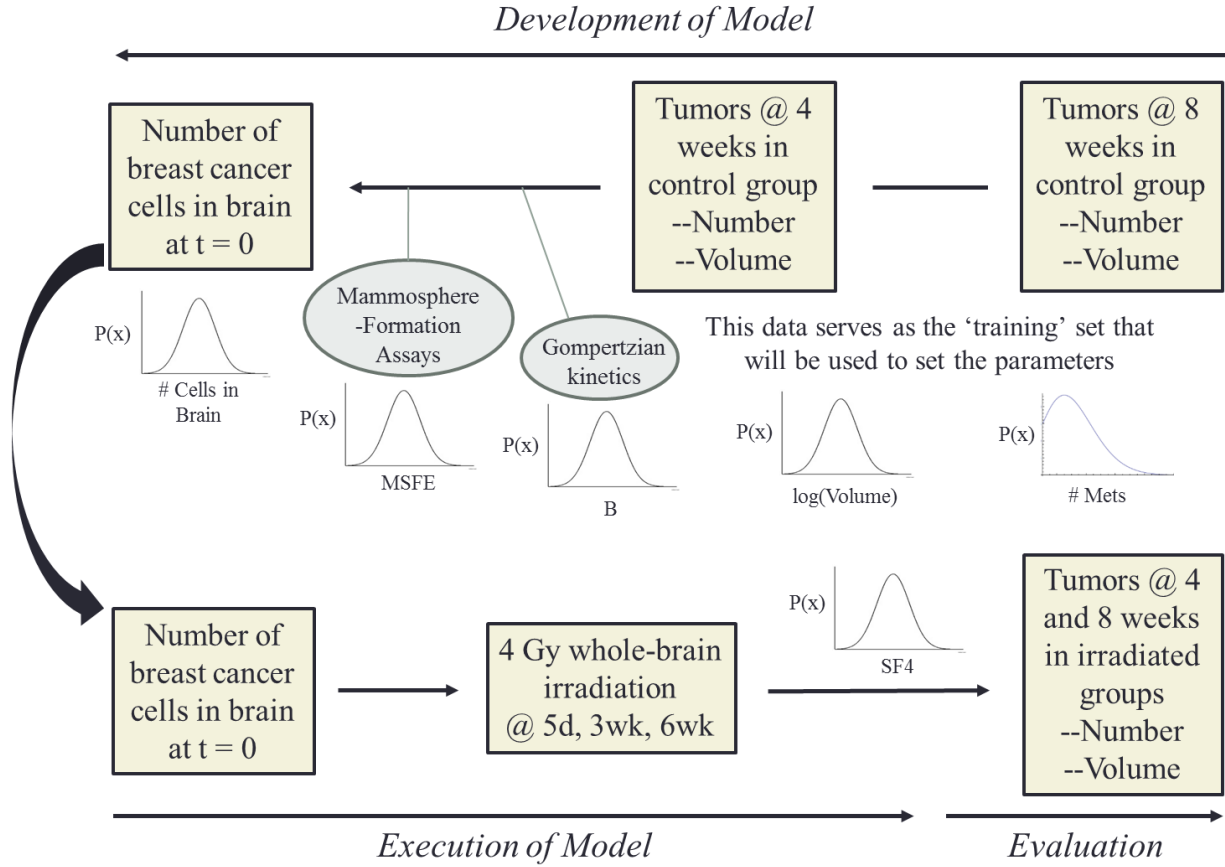 Development of Model
Number of
breast cancer
cells in brain
at t = 0
Tumors @ 4
weeks in
control group
--Number
--Volume
Tumors @ 8
weeks in
control group
--Number
--Volume
P(x)
# Cells in
Brain
Mammosphere
-Formation
Assays
P(x)
MSFE
Gompertzian
kinetics
P(x)
B
This data serves as the ‘training’ set that
will be used to set the parameters
P(x)
log(Volume)
P(x)
# Mets
Number of
breast cancer
cells in brain
at t = 0
4 Gy whole-brain
irradiation
@ 5d, 3wk, 6wk
P(x)
SF4
Tumors @ 4
and 8 weeks
in irradiated
groups
--Number
--Volume
Execution of Model
Evaluation